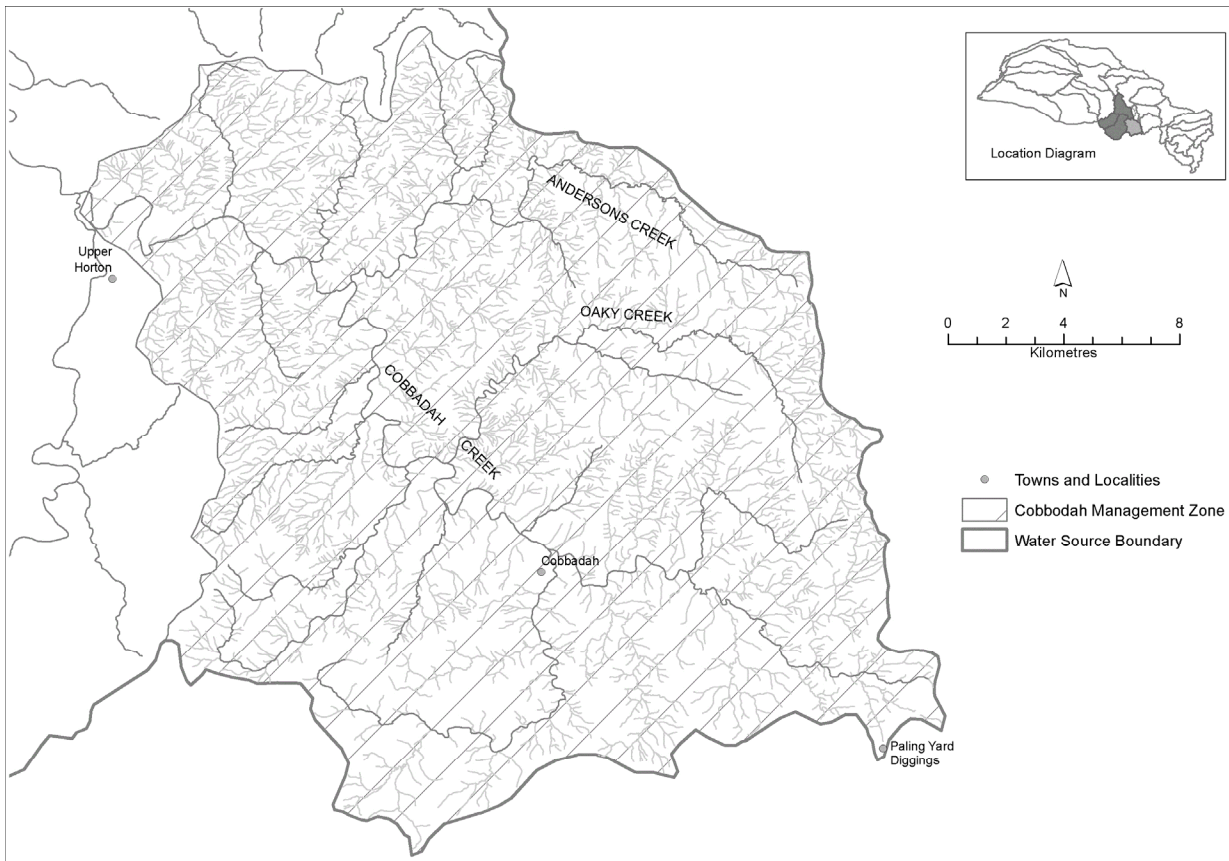 Location Diagram
ANDERSONS CREEK
Upper
Horton
N
OAKY CREEK
0 2 4 8
Kilometres
COBBADAH
CREEK
Towns and Localities
Cobbodah Management Zone
Water Source Boundary
Cobbadah
Paling Yard
Diggings